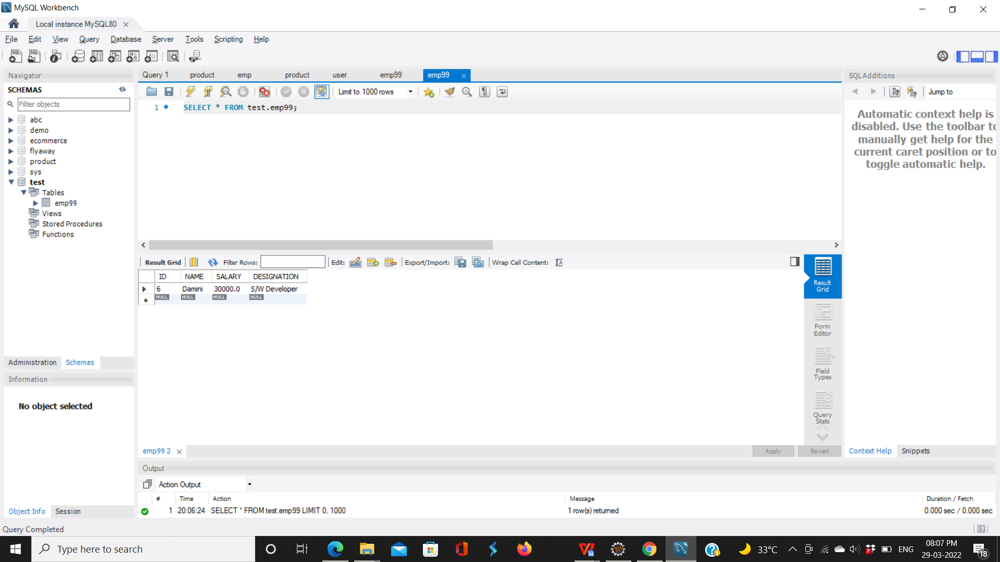 MySQL Workbench
Local instance MySQL80
File Edit View Query Database Server Tools Scripting Help
Navigator
SCHEMAS
Filter objects
abc
demo
ecommerce
flyaway
product
sys
test
Tables
emp99
Views
Stored Procedures
Functions
Administration Schemas
Information
No object selected
Object Info Session
Query 1 product emp product user emp99 emp99
Limit to 1000 rows
1 SELECT * FROM test.emp99;
Result Grid Filter Rows: Edit: Export/Import: Wrap Cell Content:
ID NAME SALARY DESIGNATION
6 Damini 30000.0 S/W Developer
NULL NULL NULL NULL
Result
Grid
Form
Editor
Field
Types
Query
Stats
emp99 2
Apply Revert
SQLAdditions
Jump to
Automatic context help is
disabled. Use the toolbar to
manually get help for the
current caret position or to
toggle automatic help.
Context Help Snippets
Output
Action Output
# Time Action Message Duration / Fetch
1 20:06:24 SELECT * FROM test.emp99 LIMIT 0, 1000 1 row(s) returned 0.000 sec / 0.000 sec
Query Completed
Type here to search
33°C
ENG
08:07 PM
29-03-2022
18